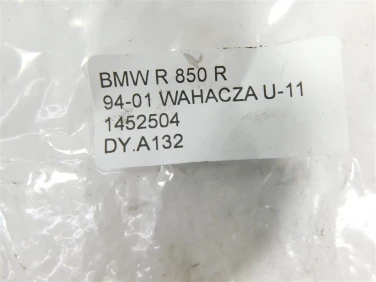 BMW R 850 R
94-01 WAHACZA U-11
1452504
DY.A132